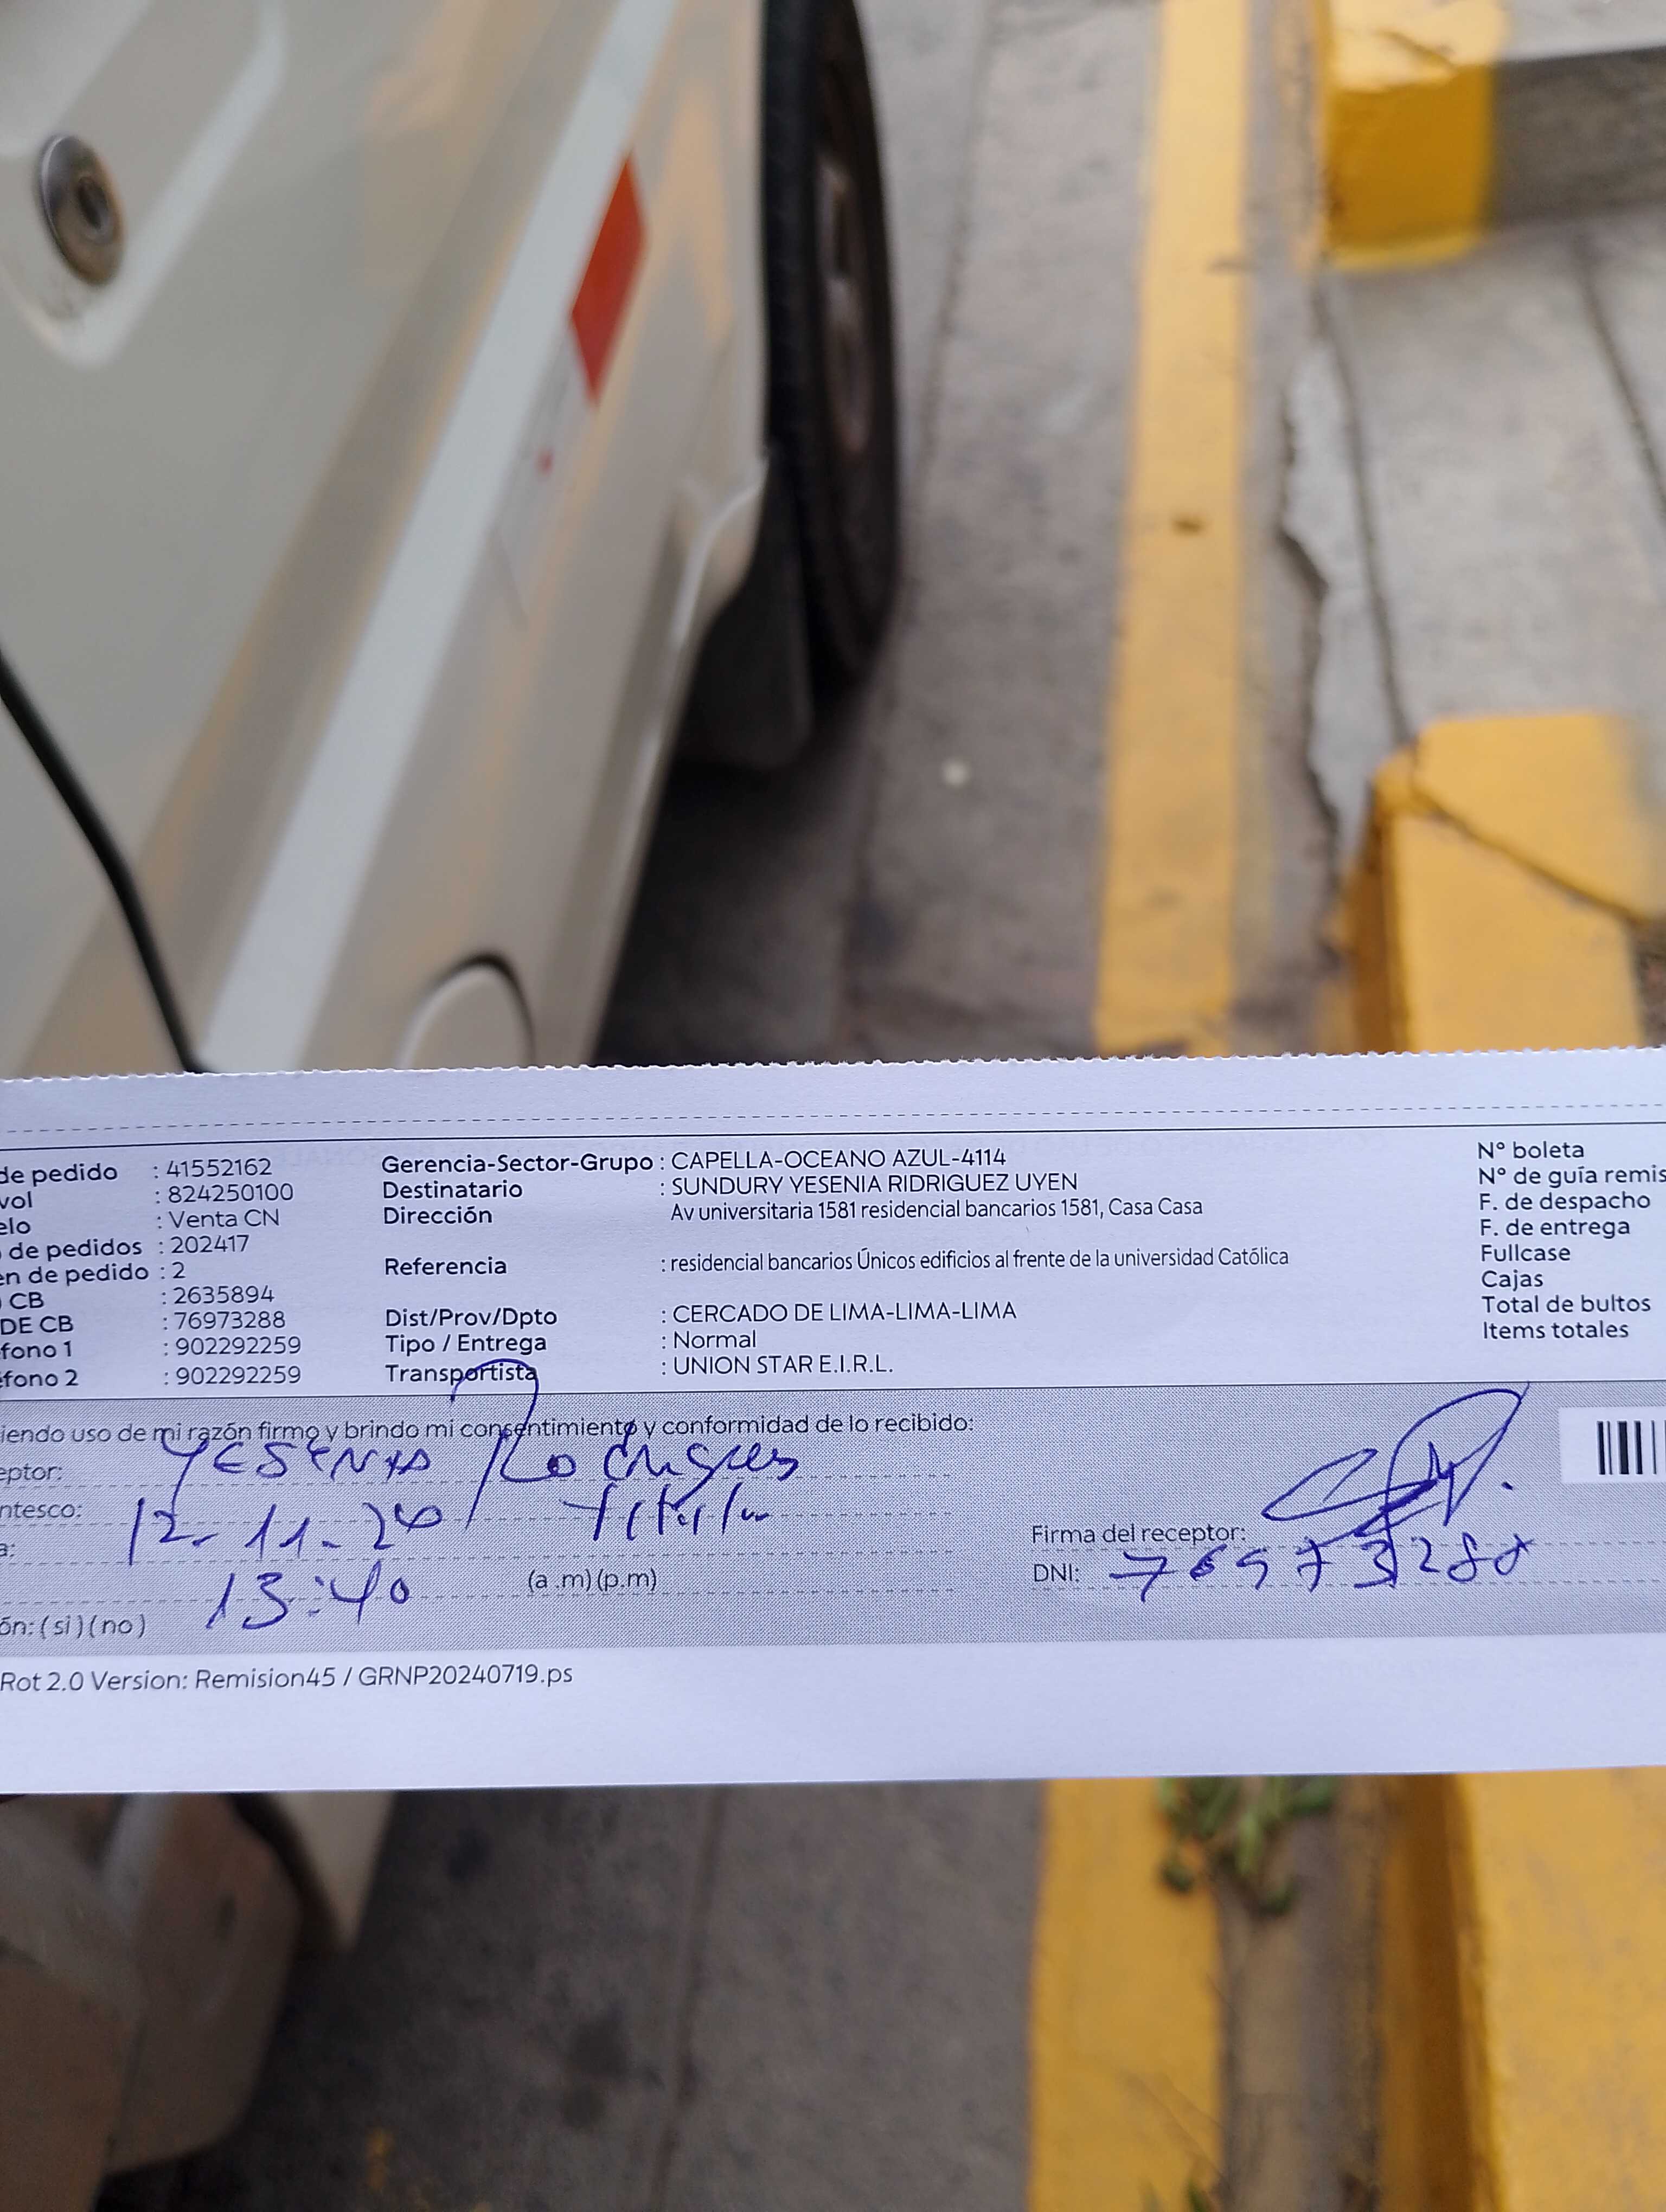 de pedido : 41552162
vol : 824250100
elo : Venta CN
de pedidos : 202417
en de pedido : 2
CB : 2635894
DE CB : 76973288
fono 1 : 902292259
éfono 2 : 902292259
Gerencia-Sector-Grupo : CAPELLA-OCEANO AZUL-4114
Destinatario : SUNDURY YESENIA RIDRIGUEZ UYEN
Dirección Av universitaria 1581 residencial bancarios 1581, Casa Casa
Referencia : residencial bancarios Únicos edificios al frente de la universidad Católica
Dist/Prov/Dpto : CERCADO DE LIMA-LIMA-LIMA
Tipo / Entrega : Normal
Transportista : UNION STAR E.I.R.L.
N° boleta
N° de guía remis
F. de despacho
F. de entrega
Fullcase
Cajas
Total de bultos
Items totales
iendo uso de mi razón firmo y brindo mi consentimiento y conformidad de lo recibido:
eptor: YESENIA Rodrigues
ntesco: Titular
a: 12-11-24
13:40 (a.m)(p.m)
ón: (si)(no)
Firma del receptor:
DNI: 76973288
Rot 2.0 Version: Remision45 / GRNP20240719.ps